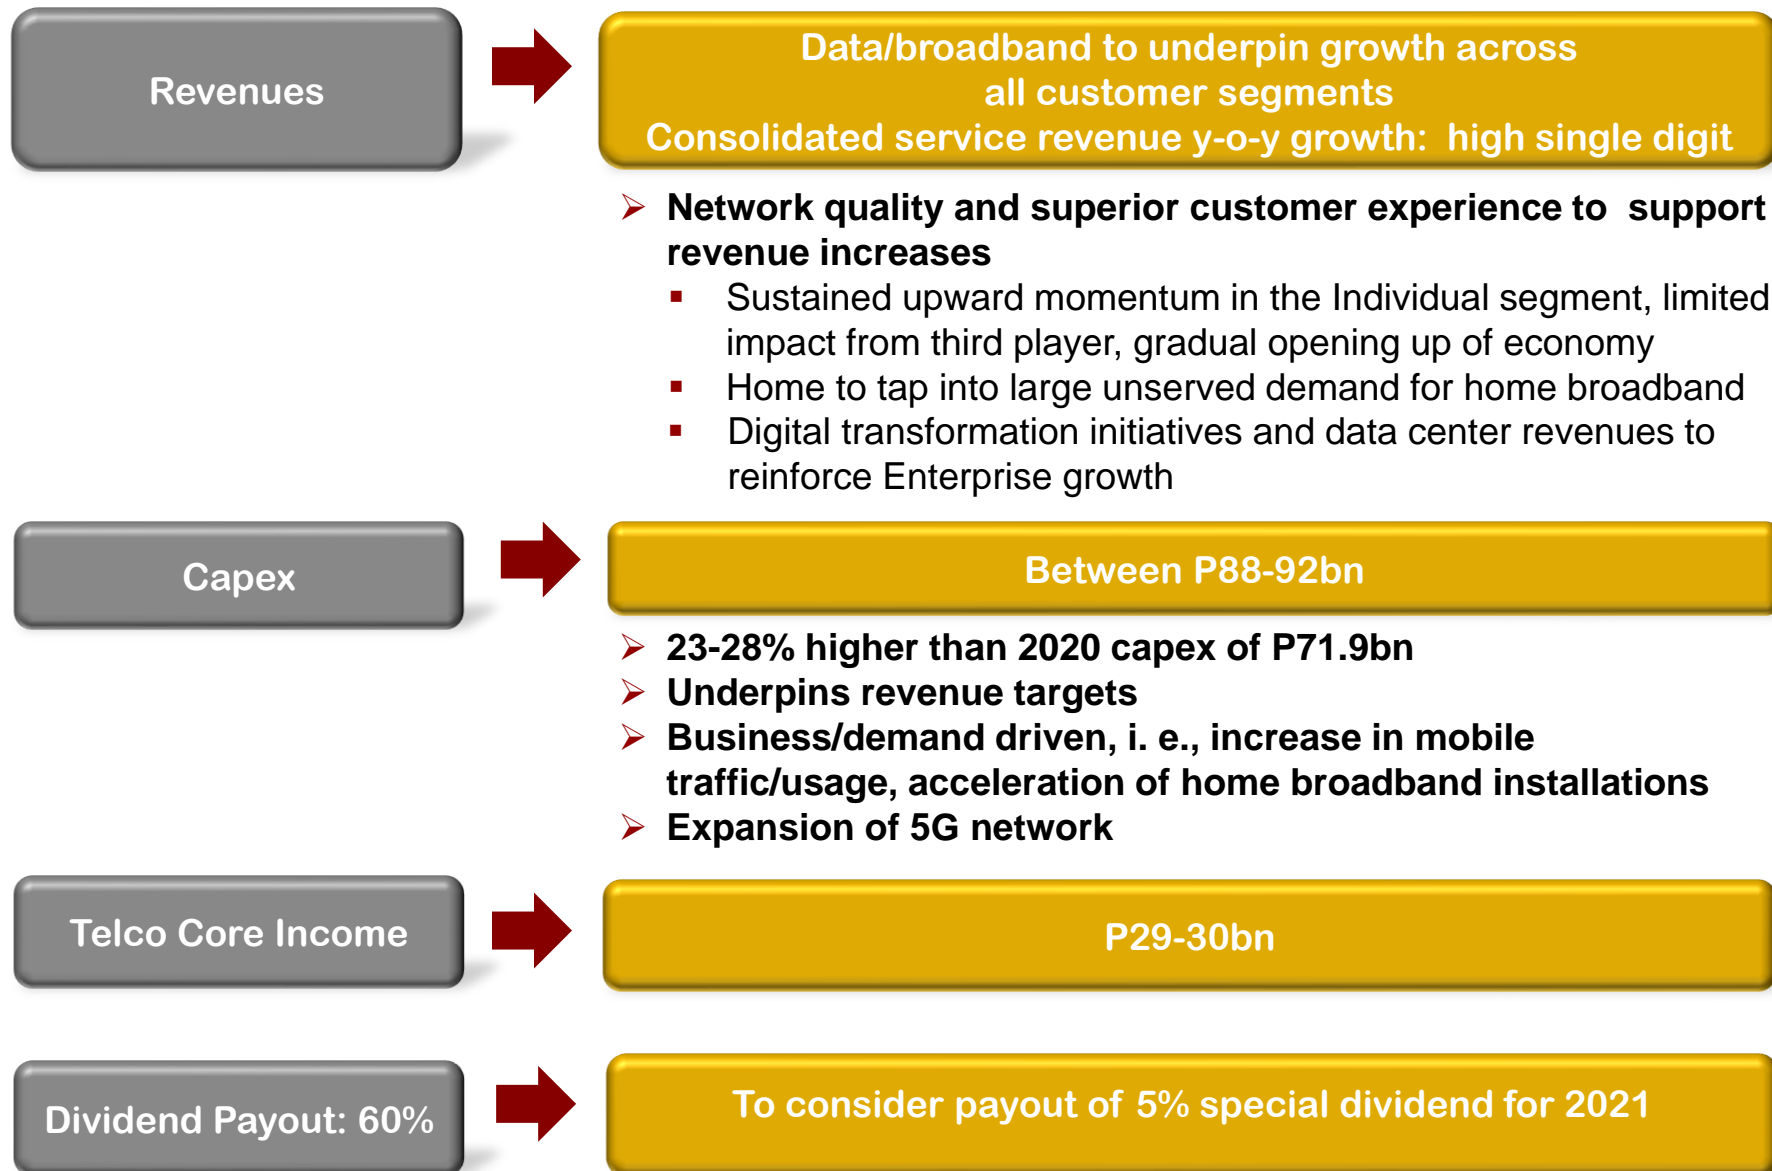 Revenues
Data/broadband to underpin growth across
all customer segments
Consolidated service revenue y-o-y growth: high single digit
➢ Network quality and superior customer experience to support
revenue increases
▪ Sustained upward momentum in the Individual segment, limited
impact from third player, gradual opening up of economy
▪ Home to tap into large unserved demand for home broadband
▪ Digital transformation initiatives and data center revenues to
reinforce Enterprise growth
Capex
Between P88-92bn
➢ 23-28% higher than 2020 capex of P71.9bn
➢ Underpins revenue targets
➢ Business/demand driven, i. e., increase in mobile
traffic/usage, acceleration of home broadband installations
➢ Expansion of 5G network
Telco Core Income
P29-30bn
Dividend Payout: 60%
To consider payout of 5% special dividend for 2021